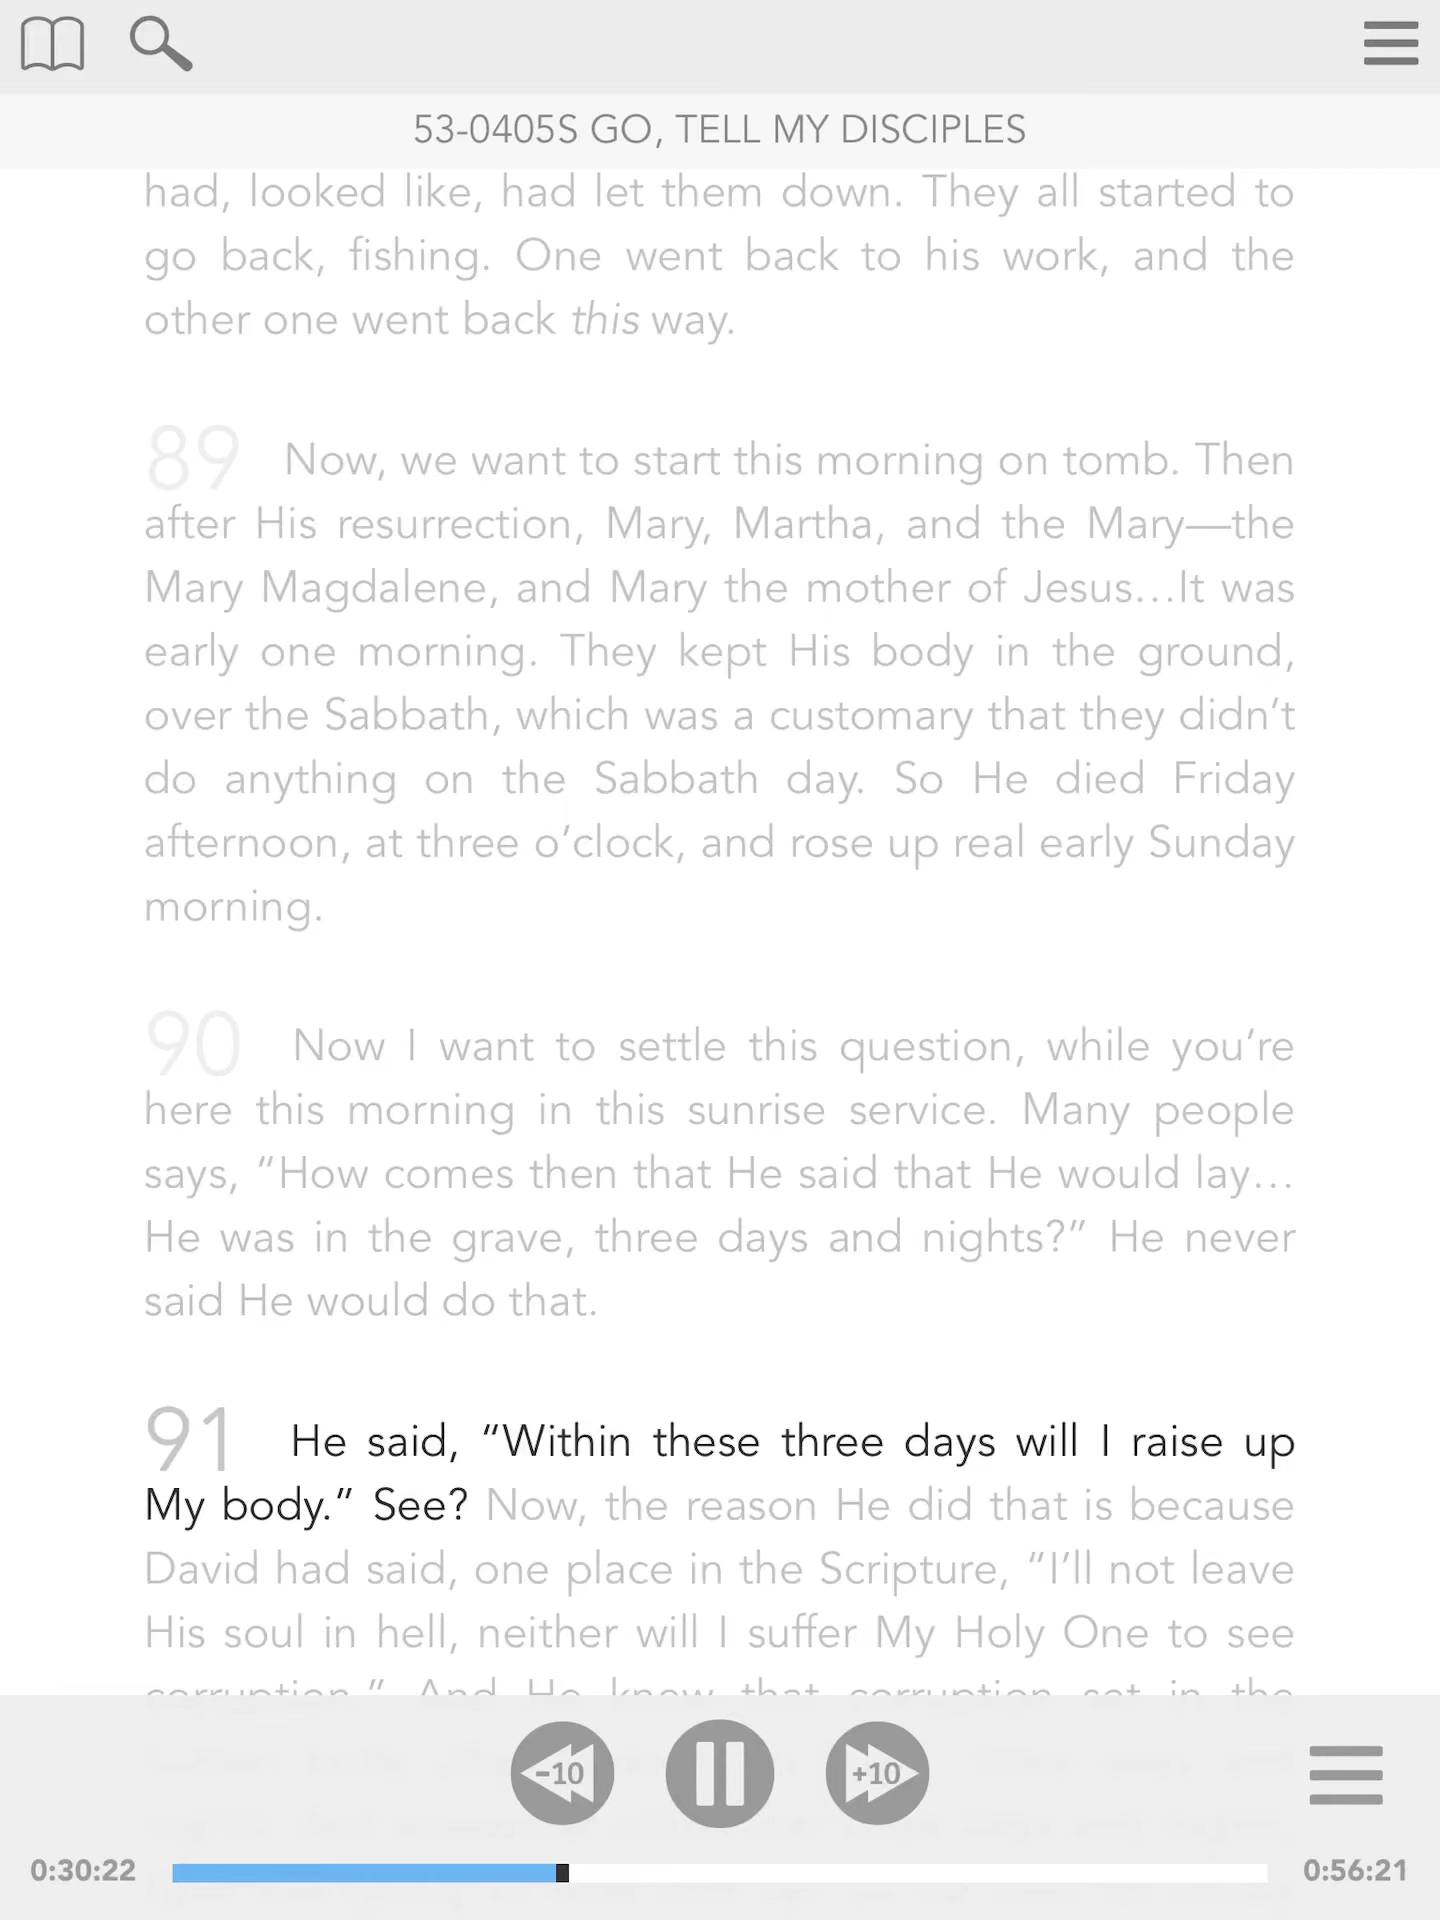 53-0405S GO, TELL MY DISCIPLES
had, looked like, had let them down. They all started to
go back, fishing. One went back to his work, and the
other one went back this way.
89 Now, we want to start this morning on tomb. Then
after His resurrection, Mary, Martha, and the Mary—the
Mary Magdalene, and Mary the mother of Jesus…It was
early one morning. They kept His body in the ground,
over the Sabbath, which was a customary that they didn’t
do anything on the Sabbath day. So He died Friday
afternoon, at three o’clock, and rose up real early Sunday
morning.
90 Now I want to settle this question, while you’re
here this morning in this sunrise service. Many people
says, “How comes then that He said that He would lay…
He was in the grave, three days and nights?” He never
said He would do that.
91 He said, “Within these three days will I raise up
My body.” See? Now, the reason He did that is because
David had said, one place in the Scripture, “I’ll not leave
His soul in hell, neither will I suffer My Holy One to see
corruption.” And He knew that corruption set in the
-10 +10
0:30:22 0:56:21